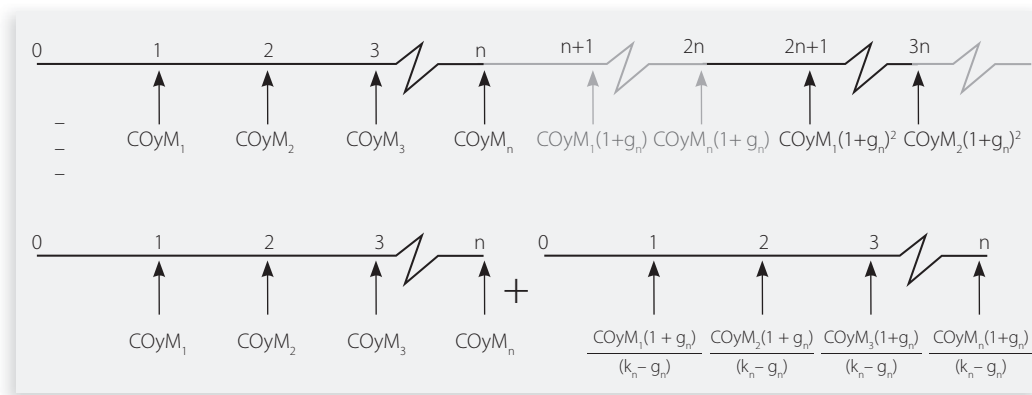 0 1 2 3 n n+1 2n 2n+1 3n
–
–
–
COyM₁ COyM₂ COyM₃ COyMₙ COyM₁(1+gₙ) COyMₙ(1+ gₙ) COyM₁(1+gₙ)² COyM₂(1+gₙ)²
0 1 2 3 n 0 1 2 3 n
+
COyM₁ COyM₂ COyM₃ COyMₙ
COyM₁(1 + gₙ) COyM₂(1 + gₙ) COyM₃(1+gₙ) COyMₙ(1+gₙ)
(kₙ– gₙ) (kₙ– gₙ) (kₙ– gₙ) (kₙ– gₙ)